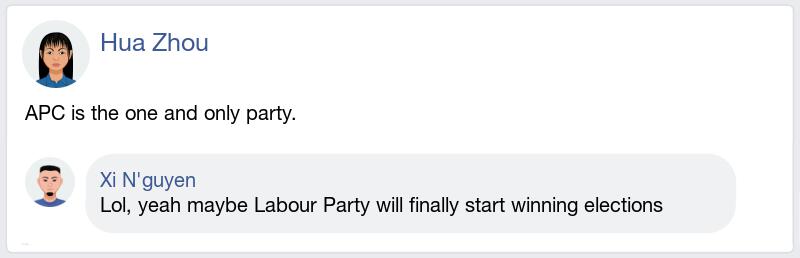 Hua Zhou
APC is the one and only party.
Xi N'guyen
Lol, yeah maybe Labour Party will finally start winning elections